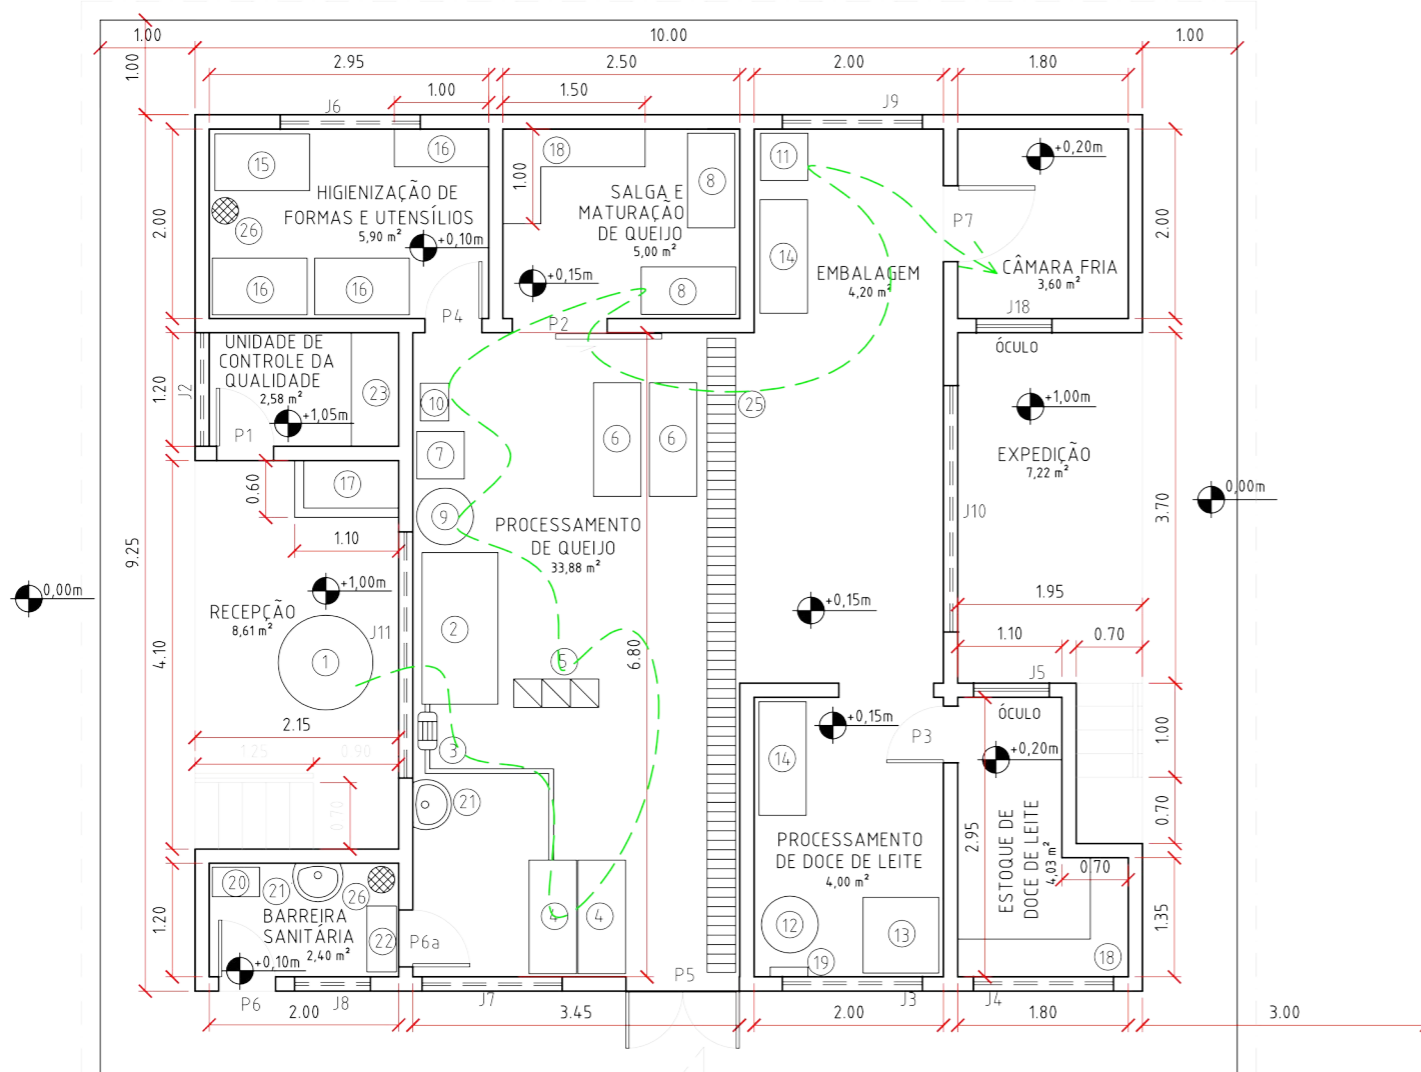 1.00
10.00
1.00
1.00
2.95
2.50
2.00
1.80
1.00
1.50
J6
J9
15
16
18
8
11
+0,20m
HIGIENIZAÇÃO DE
FORMAS E UTENSÍLIOS
5,90 m²
1.00
SALGA E
MATURAÇÃO
DE QUEIJO
5,00 m²
2.00
26
+0,10m
14
P7
2.00
16
16
+0,15m
8
EMBALAGEM
4,20 m²
CÂMARA FRIA
3,60 m²
P4
P2
J18
ÓCULO
UNIDADE DE
CONTROLE DA
QUALIDADE
2,58 m²
1.20
J2
23
+1,05m
P1
10
7
6
6
25
+1,00m
EXPEDIÇÃO
7,22 m²
0.60
17
9
1.10
PROCESSAMENTO
DE QUEIJO
33,88 m²
J10
0,00m
3.70
9.25
0,00m
+1,00m
RECEPÇÃO
8,61 m²
J11
1
2
5
6.80
+0,15m
1.95
4.10
1.10
0.70
J5
2.15
1.25
0.90
3
ÓCULO
+0,15m
P3
+0,20m
1.00
14
0.70
21
2.95
0.70
PROCESSAMENTO
DE DOCE DE LEITE
4,00 m²
ESTOQUE DE
DOCE DE LEITE
4,03 m²
0.70
20
21
26
BARREIRA
SANITÁRIA
2,40 m²
1.20
22
P6a
4
4
12
13
1.35
+0,10m
P5
19
18
P6
J8
J7
J3
J4
2.00
3.45
2.00
1.80
3.00